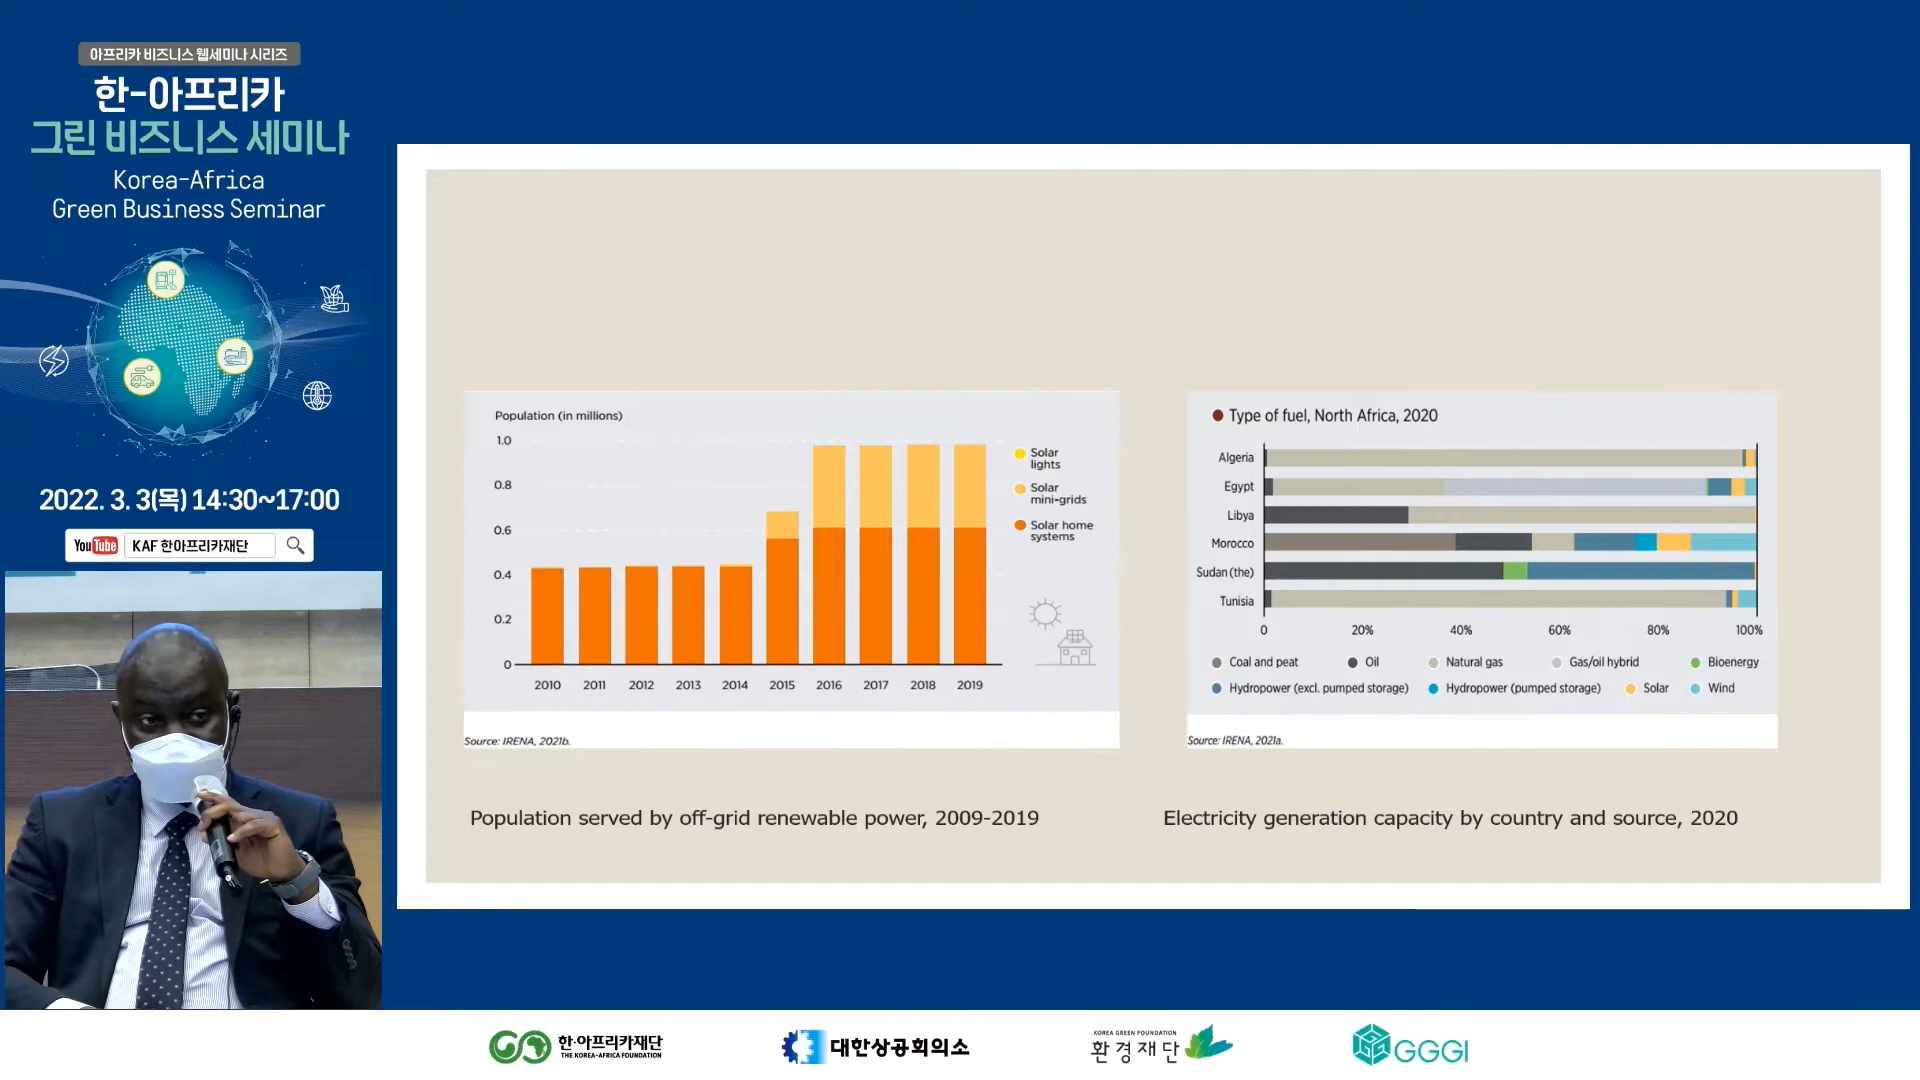 아프리카 비즈니스 웹세미나 시리즈
한-아프리카
그린 비즈니스 세미나
Korea-Africa
Green Business Seminar
2022. 3. 3(목) 14:30~17:00
YouTube KAF 한아프리카재단
Population (in millions)
1.0
0.8
0.6
0.4
0.2
0
2010 2011 2012 2013 2014 2015 2016 2017 2018 2019
Solar
lights
Solar
mini-grids
Solar home
systems
Source: IRENA, 2021b.
Population served by off-grid renewable power, 2009-2019
Type of fuel, North Africa, 2020
Algeria
Egypt
Libya
Morocco
Sudan (the)
Tunisia
0 20% 40% 60% 80% 100%
Coal and peat Oil Natural gas Gas/oil hybrid Bioenergy
Hydropower (excl. pumped storage) Hydropower (pumped storage) Solar Wind
Source: IRENA, 2021a.
Electricity generation capacity by country and source, 2020
한·아프리카재단
THE KOREA-AFRICA FOUNDATION
대한상공회의소
KOREA GREEN FOUNDATION
환경재단
GGGI